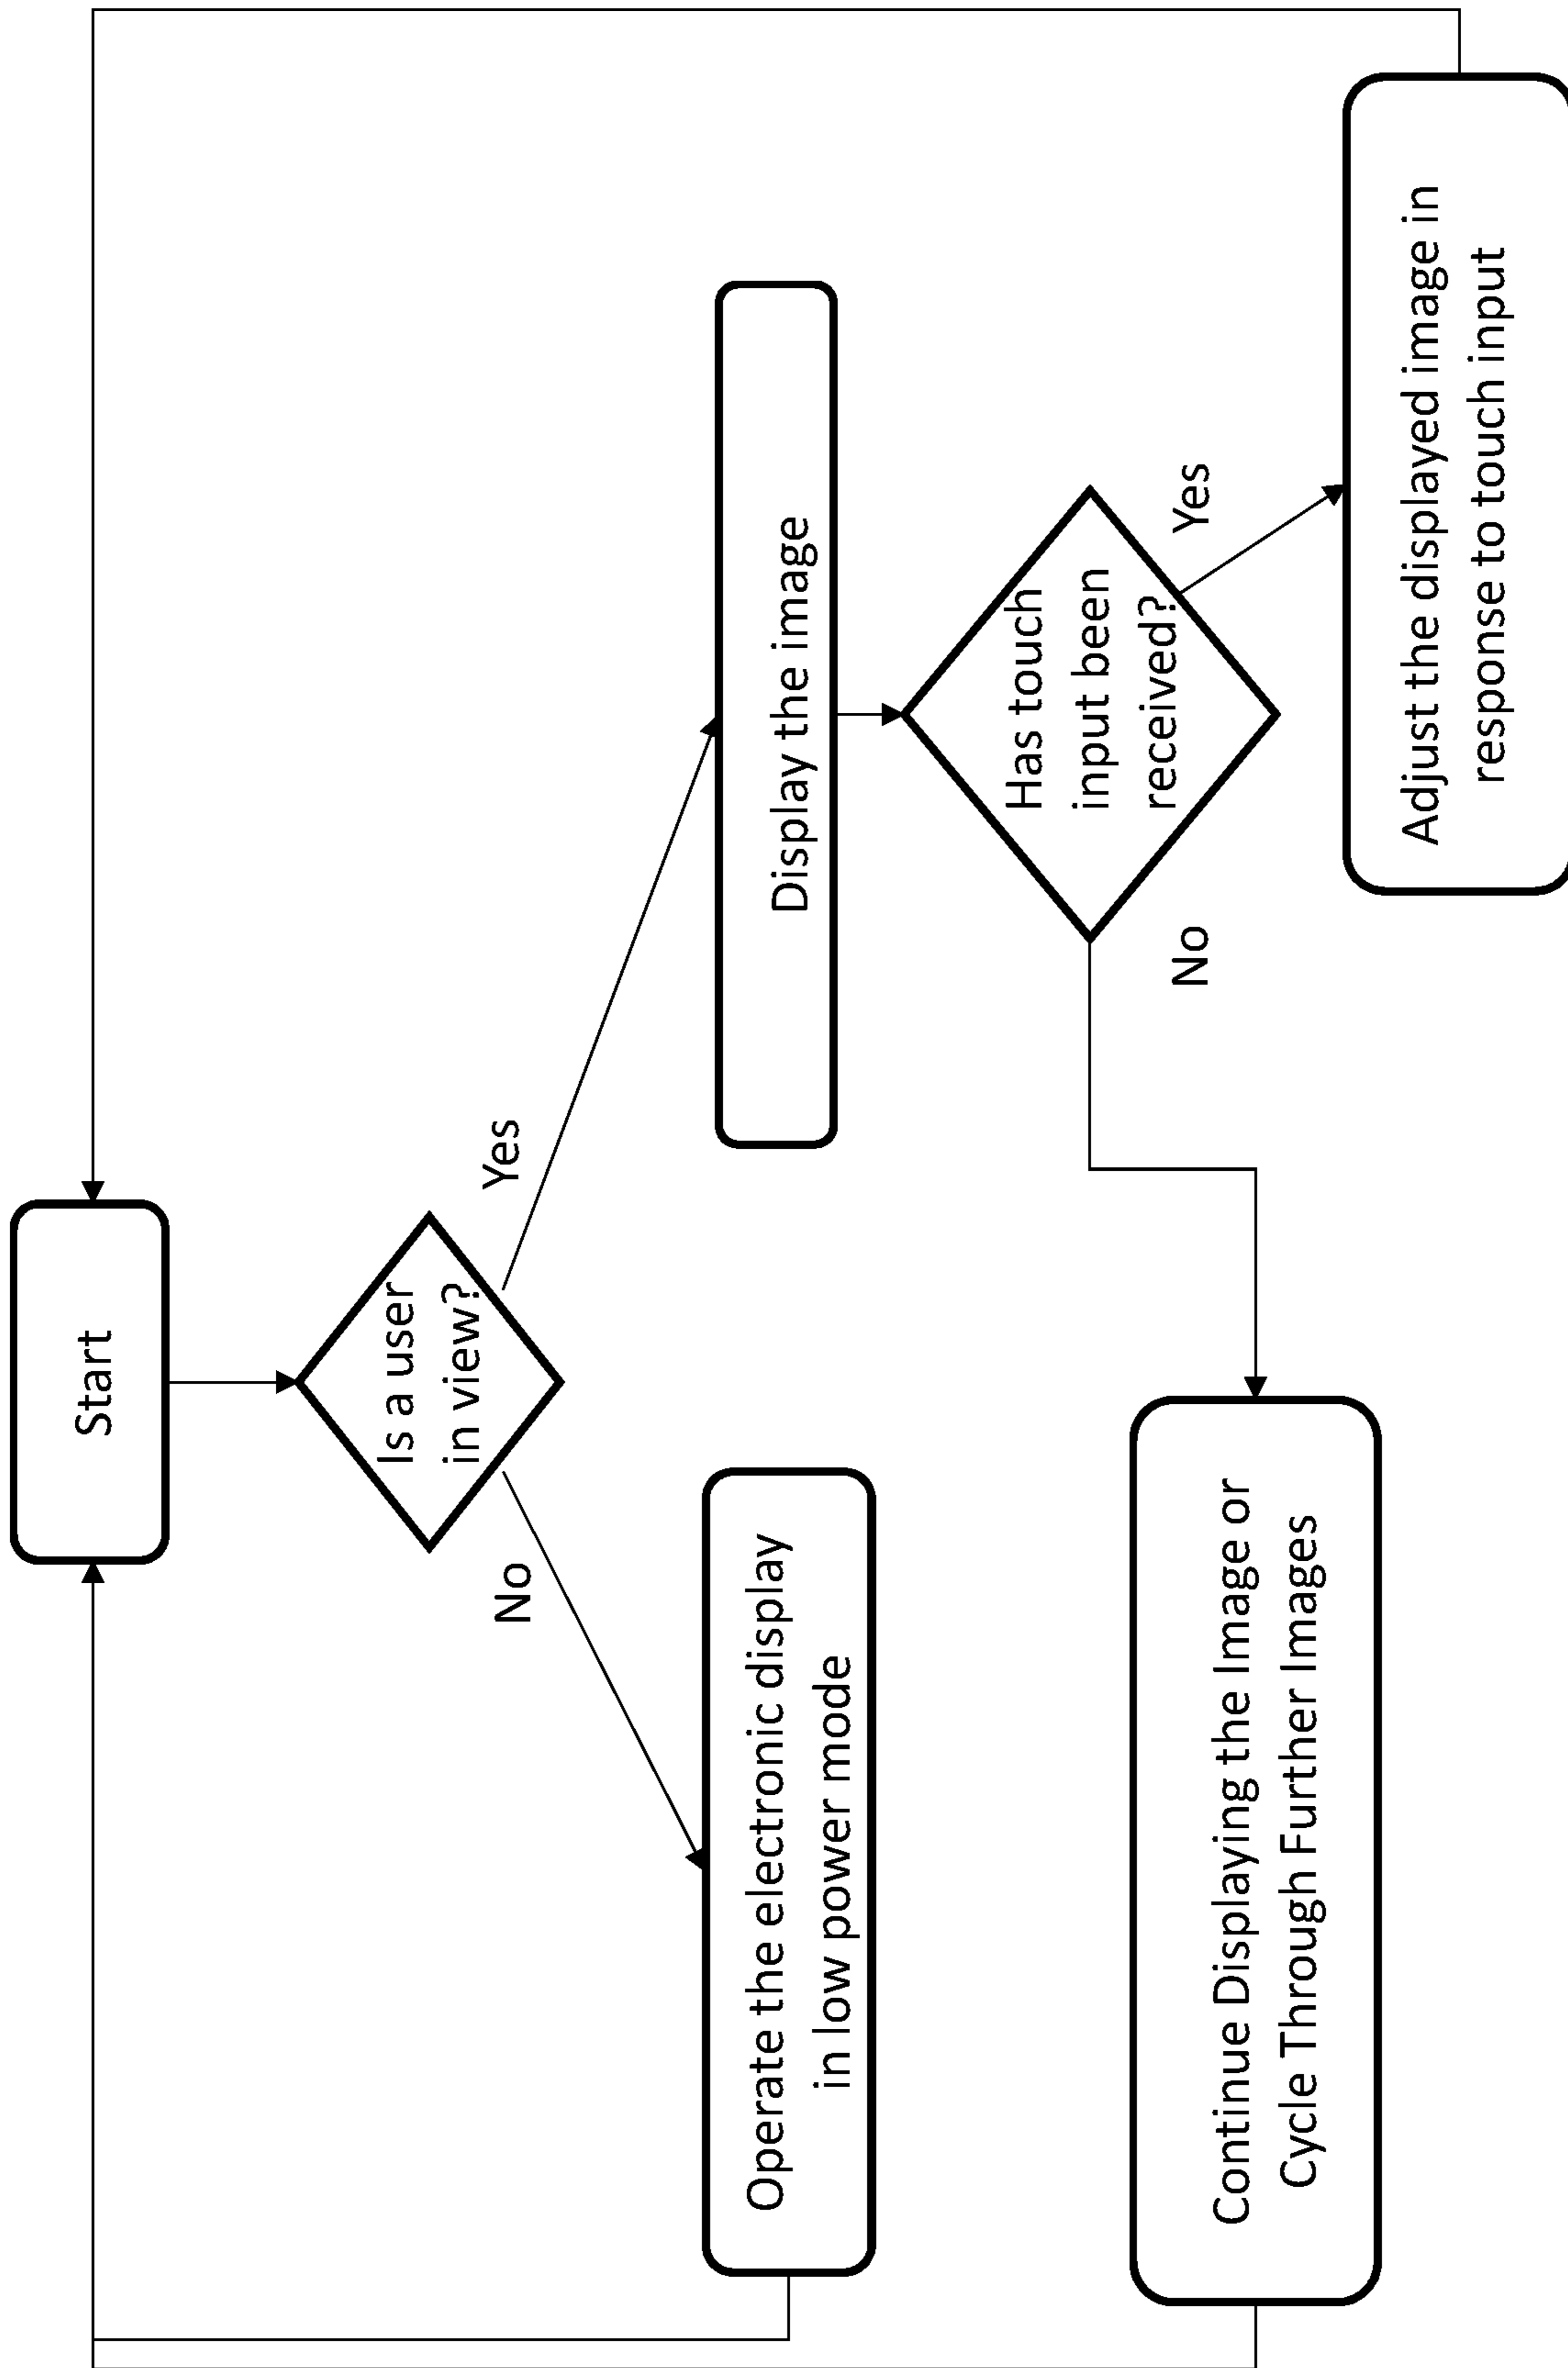 Start
Is a user
in view?
No
Yes
Operate the electronic display
in low power mode
Display the image
Has touch
input been
received?
No
Yes
Continue Displaying the Image or
Cycle Through Further Images
Adjust the displayed image in
response to touch input